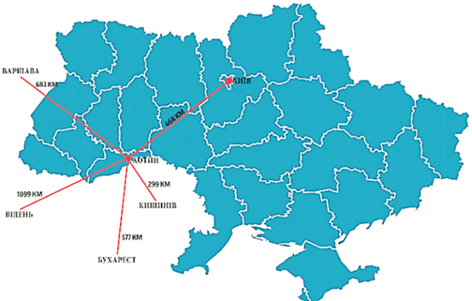 ВАРШАВА
683 КМ
КИЇВ
ХОТИН
299 КМ
1099 КМ
КИШИНІВ
ВІДЕНЬ
577 КМ
БУХАРЕСТ